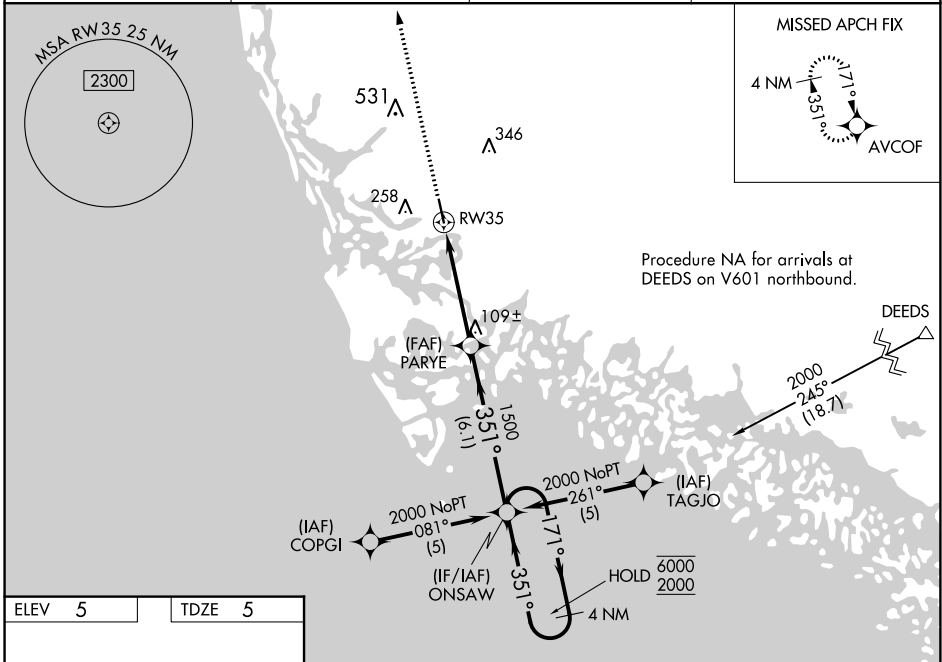 MSA RW35 25 NM
2300
MISSED APCH FIX
4 NM
171°
351°
AVCOF
531
346
258
RW35
Procedure NA for arrivals at
DEEDS on V601 northbound.
DEEDS
2000
245°
(18.7)
109±
(FAF)
PARYE
1500
351°
(6.1)
2000 NoPT
261°
(5)
(IAF)
TAGJO
(IAF)
COPGI
2000 NoPT
081°
(5)
(IF/IAF)
ONSAW
171°
351°
HOLD
6000
2000
4 NM
ELEV 5
TDZE 5